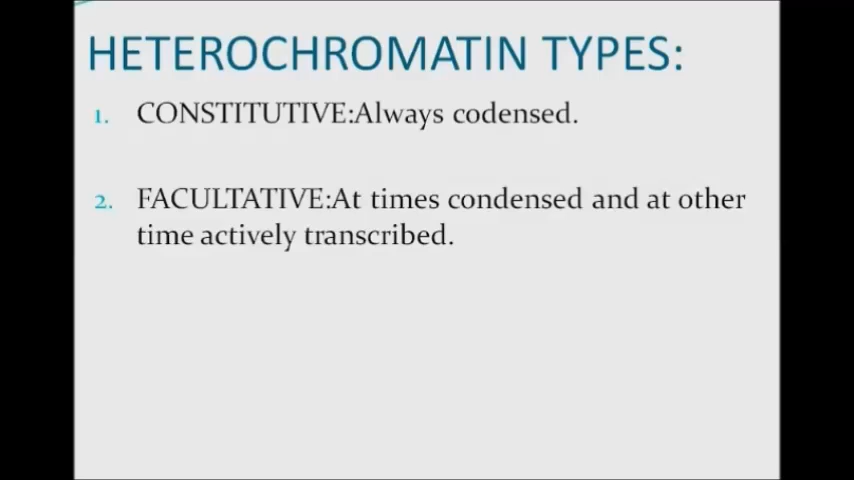 HETEROCHROMATIN TYPES:
1. CONSTITUTIVE:Always codensed.
2. FACULTATIVE:At times condensed and at other
time actively transcribed.